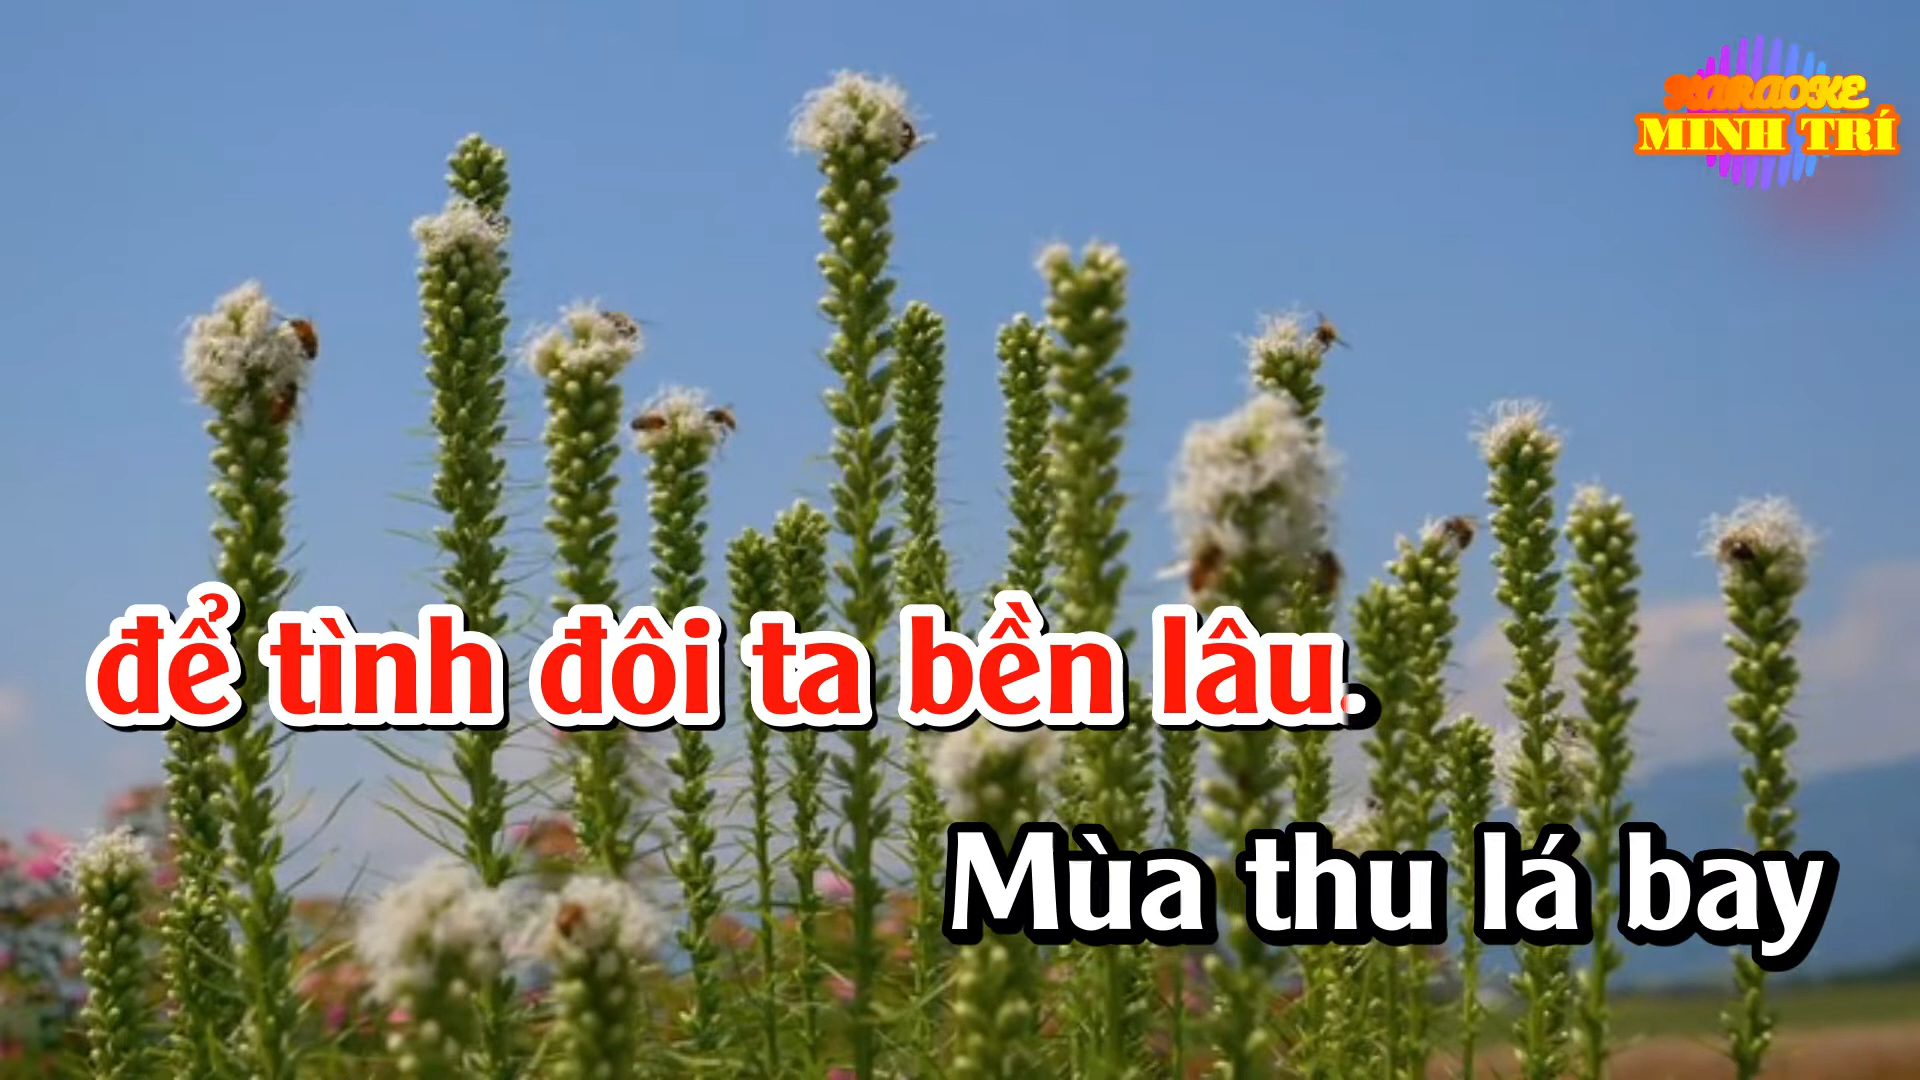 KARAOKE
MINH TRÍ
để tình đôi ta bền lâu.
Mùa thu lá bay